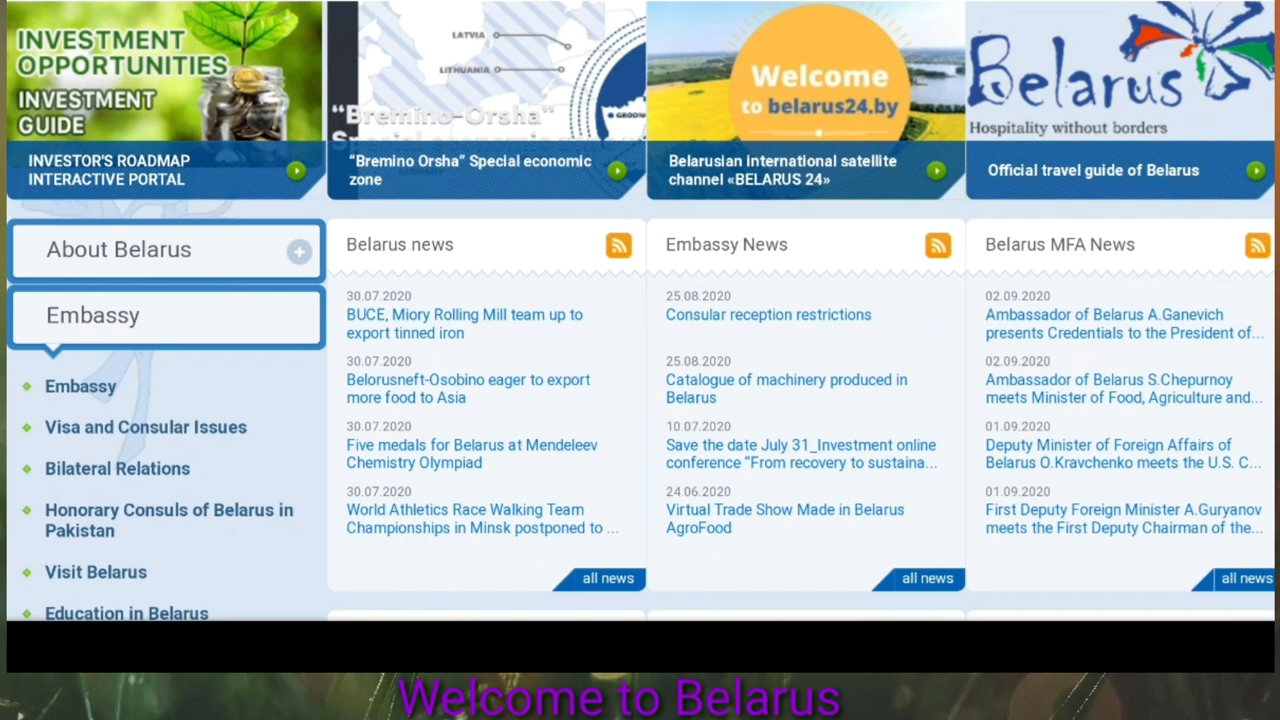 INVESTMENT
OPPORTUNITIES
INVESTMENT
GUIDE
INVESTOR'S ROADMAP
INTERACTIVE PORTAL
LATVIA
LITHUANIA
GRODN
"Bremino-Orsha"
"Bremino Orsha" Special economic
zone
Welcome
to belarus24.by
Belarusian international satellite
channel «BELARUS 24»
Belarus
Hospitality without borders
Official travel guide of Belarus
About Belarus
Embassy
Embassy
Visa and Consular Issues
Bilateral Relations
Honorary Consuls of Belarus in
Pakistan
Visit Belarus
Education in Belarus
Belarus news
30.07.2020
BUCE, Miory Rolling Mill team up to
export tinned iron
30.07.2020
Belorusneft-Osobino eager to export
more food to Asia
30.07.2020
Five medals for Belarus at Mendeleev
Chemistry Olympiad
30.07.2020
World Athletics Race Walking Team
Championships in Minsk postponed to ...
all news
Embassy News
25.08.2020
Consular reception restrictions
25.08.2020
Catalogue of machinery produced in
Belarus
10.07.2020
Save the date July 31_Investment online
conference “From recovery to sustaina...
24.06.2020
Virtual Trade Show Made in Belarus
AgroFood
all news
Belarus MFA News
02.09.2020
Ambassador of Belarus A.Ganevich
presents Credentials to the President of...
02.09.2020
Ambassador of Belarus S.Chepurnoy
meets Minister of Food, Agriculture and...
01.09.2020
Deputy Minister of Foreign Affairs of
Belarus O.Kravchenko meets the U.S. C...
01.09.2020
First Deputy Foreign Minister A.Guryanov
meets the First Deputy Chairman of the...
all news
Welcome to Belarus